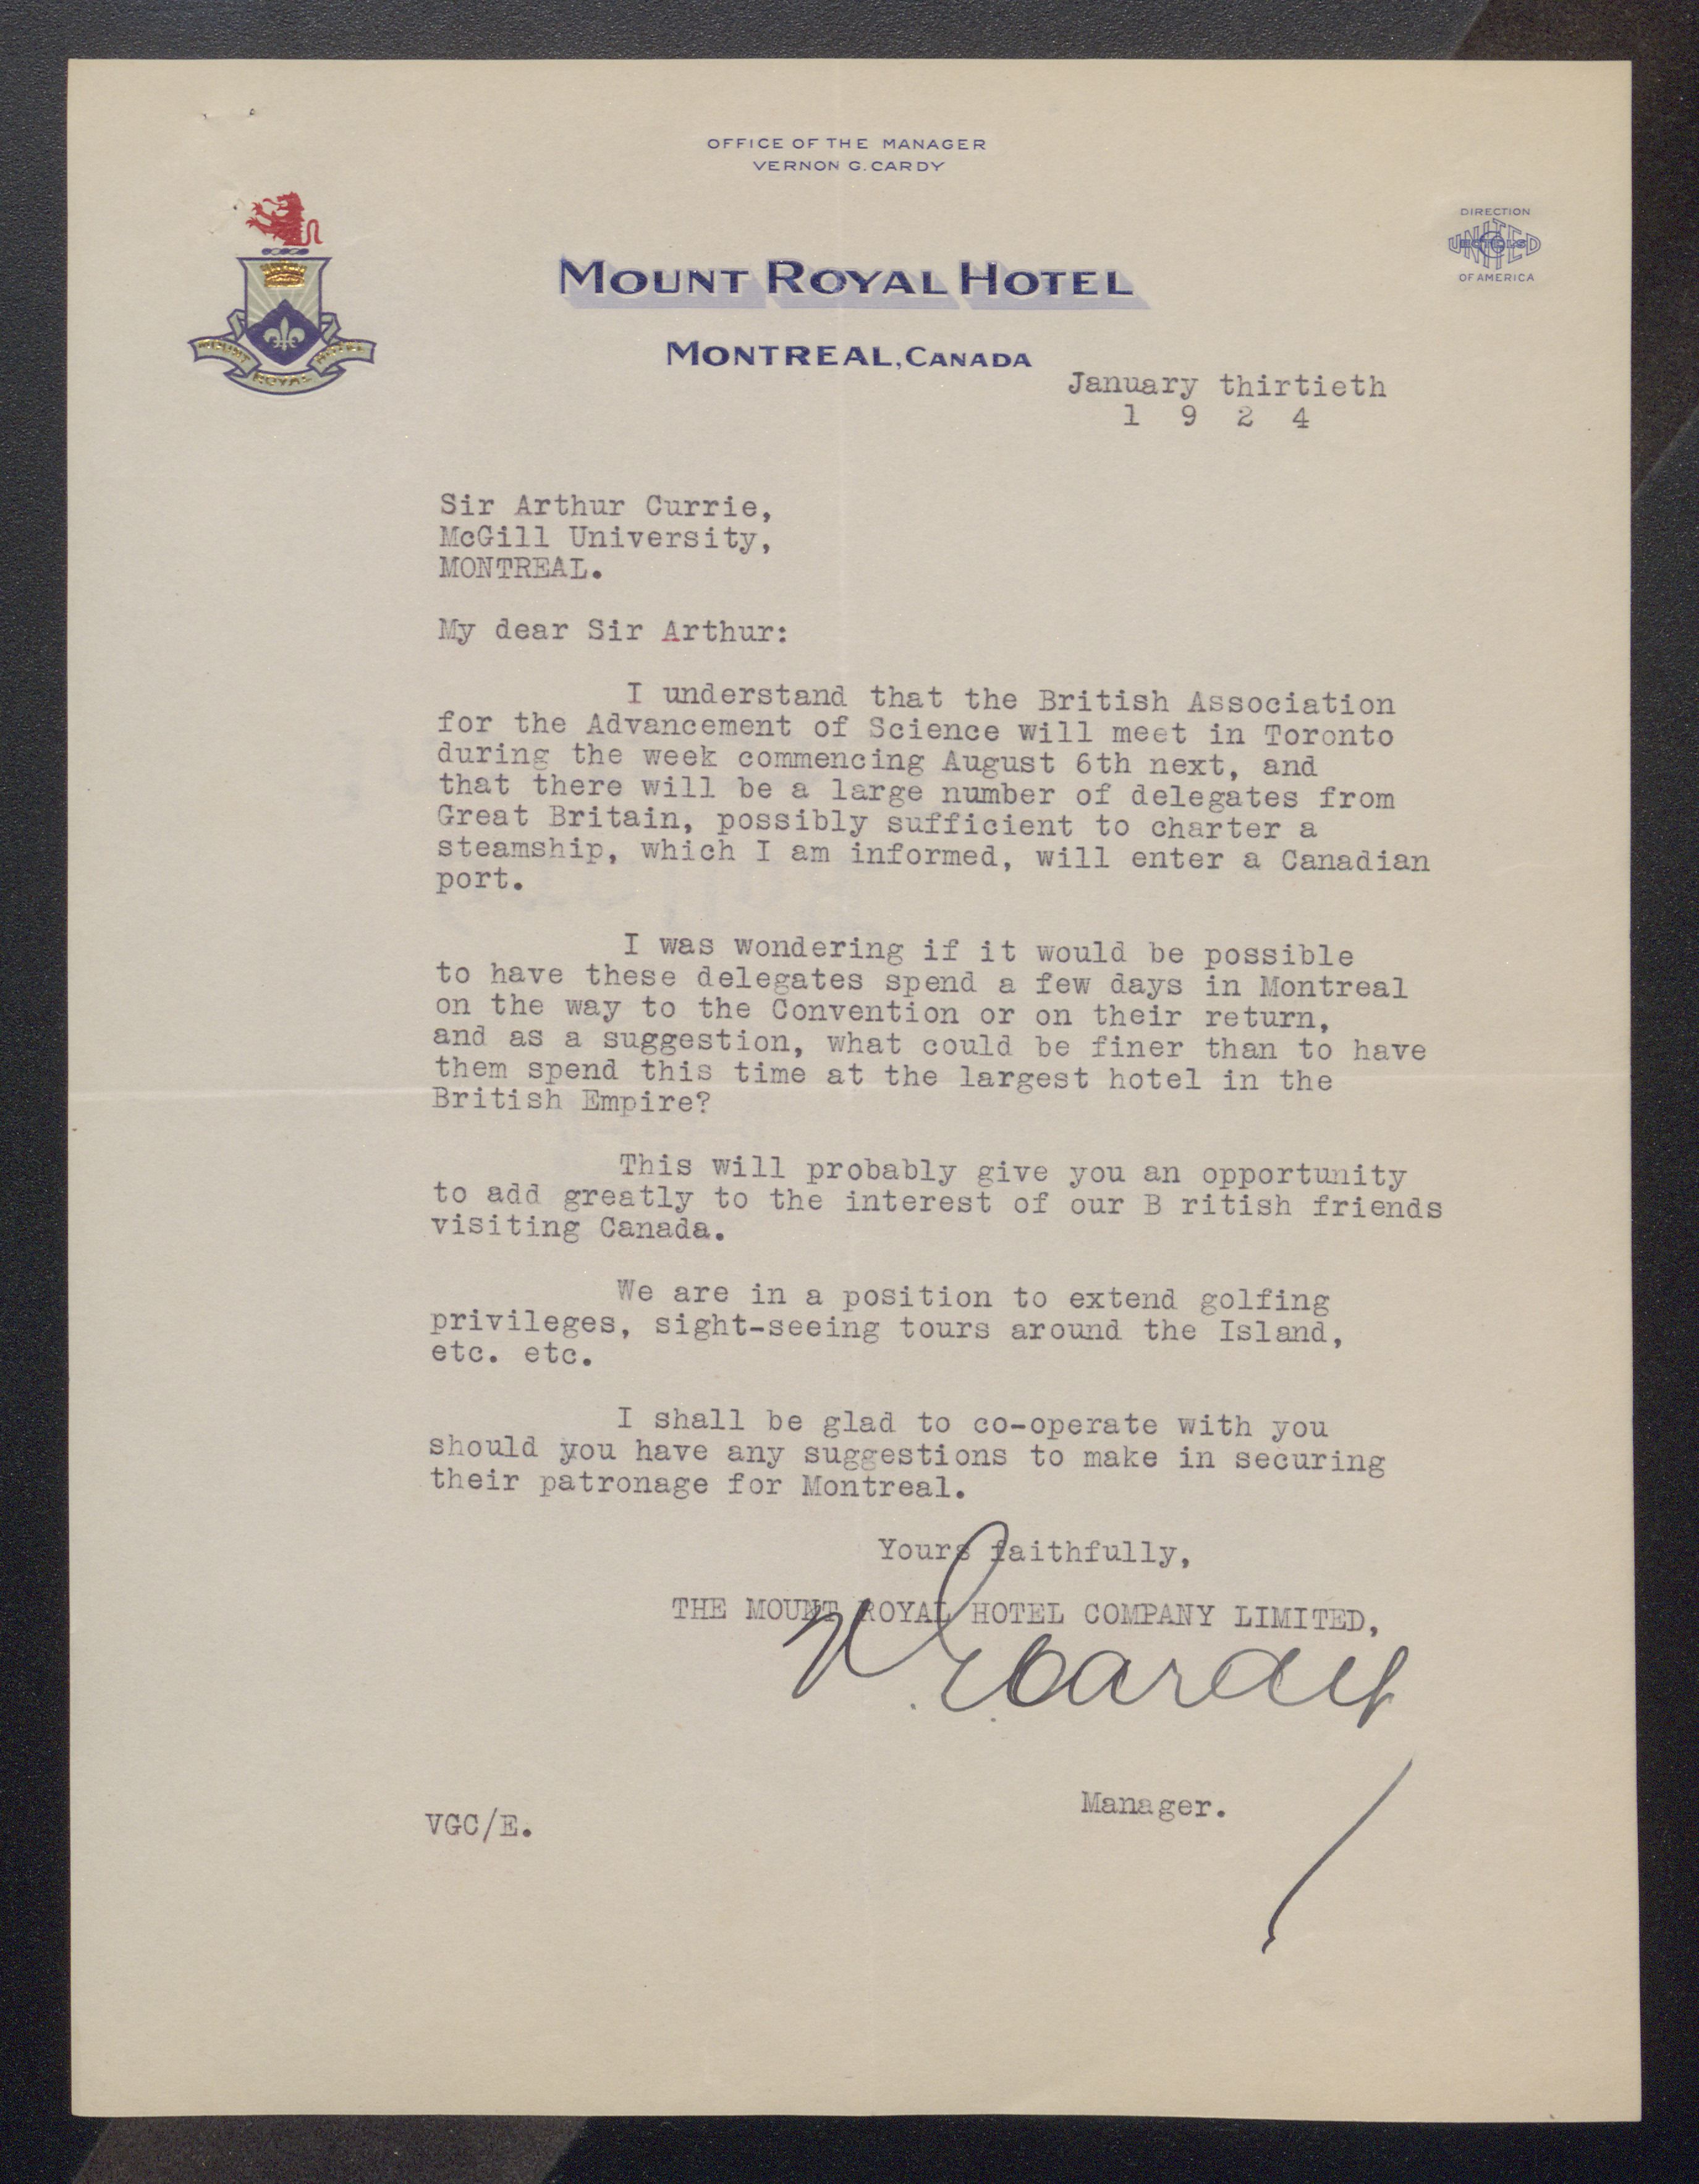 OFFICE OF THE MANAGER
VERNON G. CARDY
DIRECTION
UNITED
HOTELS CO
OF AMERICA
MOUNT ROYAL HOTEL
MOUNT ROYAL HOTEL
MONTREAL, CANADA
January thirtieth
1 9 2 4
Sir Arthur Currie,
McGill University,
MONTREAL.
My dear Sir Arthur:
I understand that the British Association
for the Advancement of Science will meet in Toronto
during the week commencing August 6th next, and
that there will be a large number of delegates from
Great Britain, possibly sufficient to charter a
steamship, which I am informed, will enter a Canadian
port.
I was wondering if it would be possible
to have these delegates spend a few days in Montreal
on the way to the Convention or on their return,
and as a suggestion, what could be finer than to have
them spend this time at the largest hotel in the
British Empire?
This will probably give you an opportunity
to add greatly to the interest of our B ritish friends
visiting Canada.
We are in a position to extend golfing
privileges, sight-seeing tours around the Island,
etc. etc.
I shall be glad to co-operate with you
should you have any suggestions to make in securing
their patronage for Montreal.
Yours faithfully,
THE MOUNT ROYAL HOTEL COMPANY LIMITED,
VGCardy
Manager.
VGC/E.